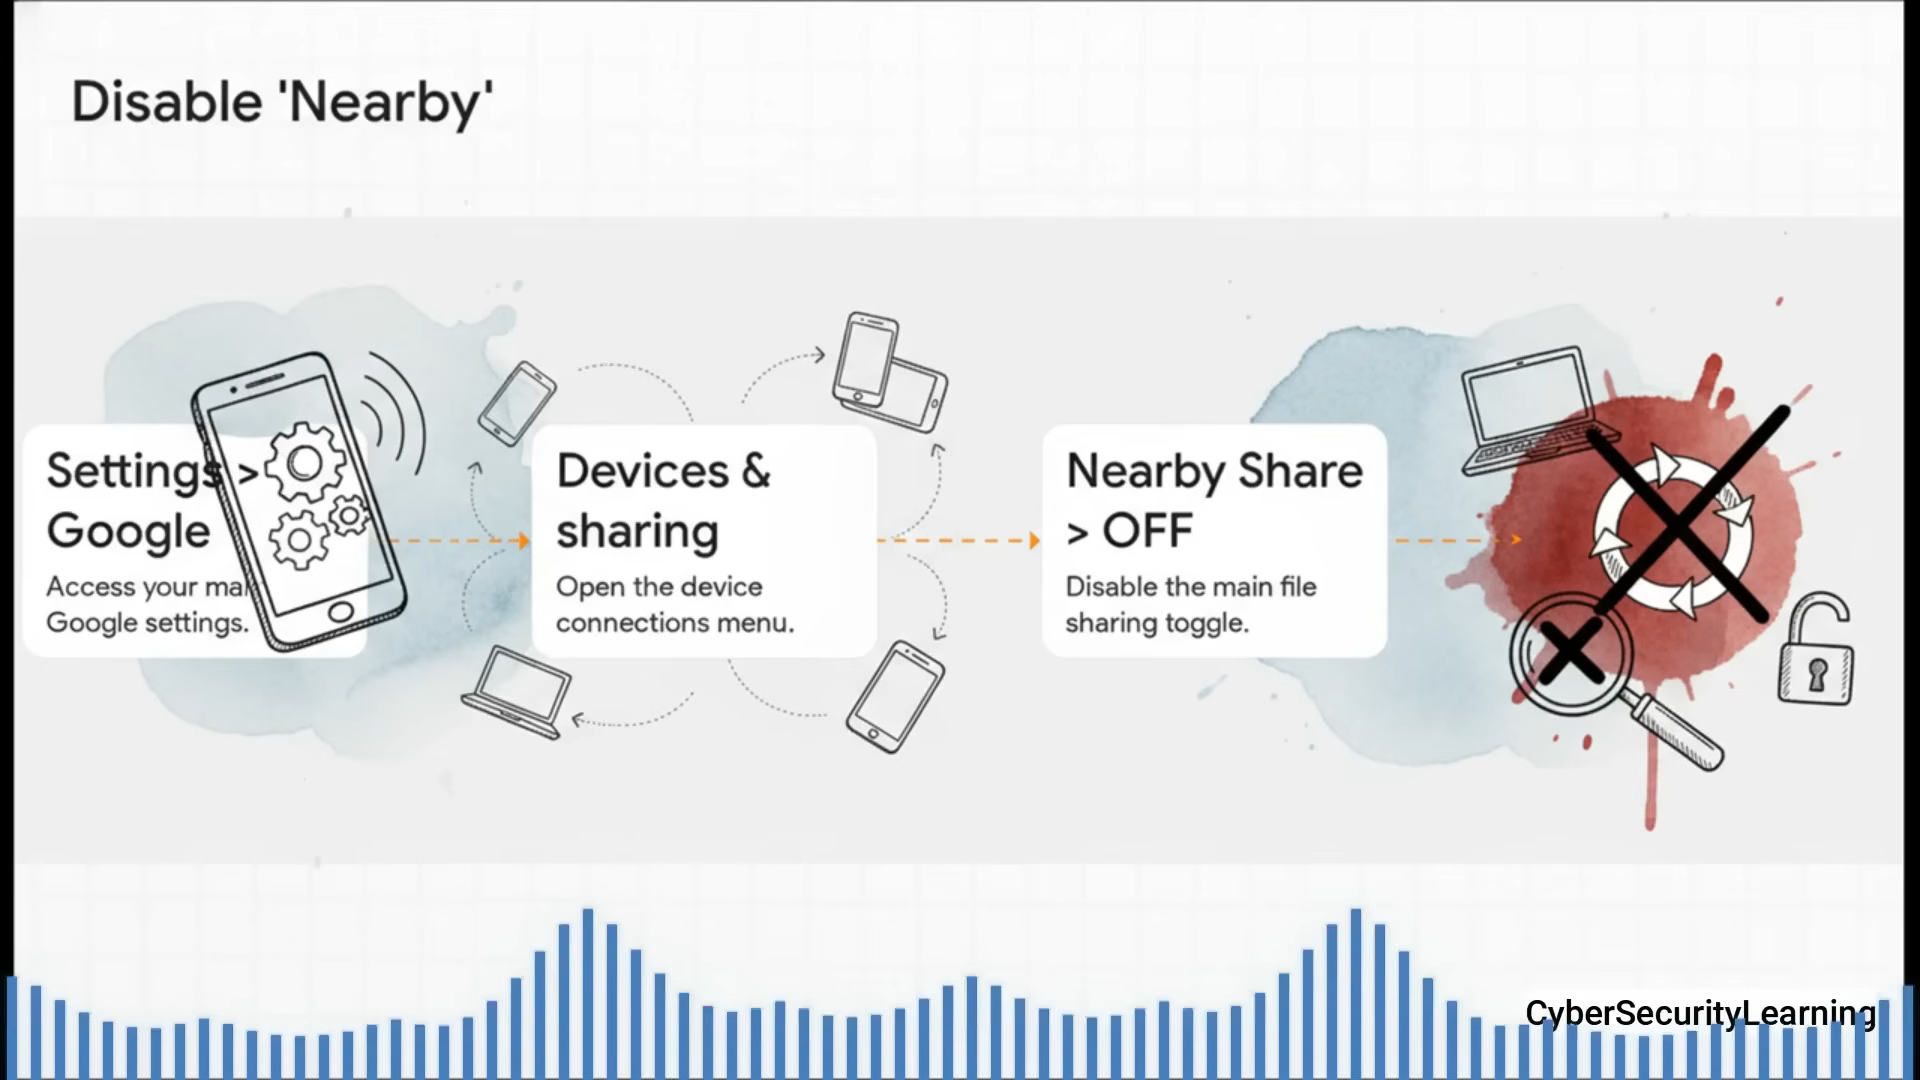 Disable 'Nearby'
Settings >
Google
Access your
Google settings.
Devices &
sharing
Open the device
connections menu.
Nearby Share
> OFF
Disable the main file
sharing toggle.
CyberSecurityLearning